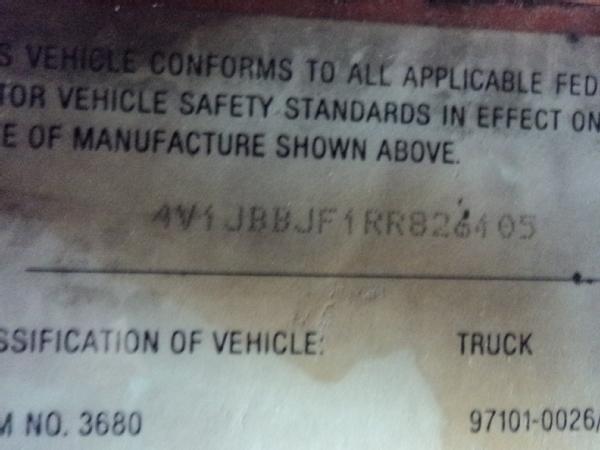 S VEHICLE CONFORMS TO ALL APPLICABLE FED
TOR VEHICLE SAFETY STANDARDS IN EFFECT ON
E OF MANUFACTURE SHOWN ABOVE.
4V1JBBJF1RR826405
SSIFICATION OF VEHICLE: TRUCK
M NO. 3680 97101-0026/